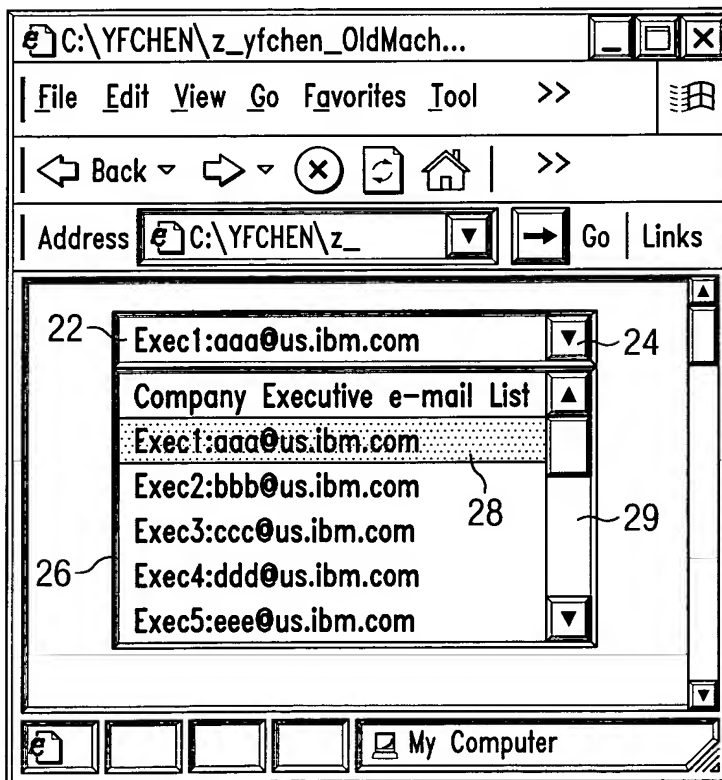 C:\YFCHEN\z_yfchen_OldMach...
File Edit View Go Favorites Tool >>
Back >>
Address C:\YFCHEN\z_ Go Links
22 Exec1:aaa@us.ibm.com 24
Company Executive e-mail List
Exec1:aaa@us.ibm.com
Exec2:bbb@us.ibm.com 28
Exec3:ccc@us.ibm.com 29
26 Exec4:ddd@us.ibm.com
Exec5:eee@us.ibm.com
My Computer